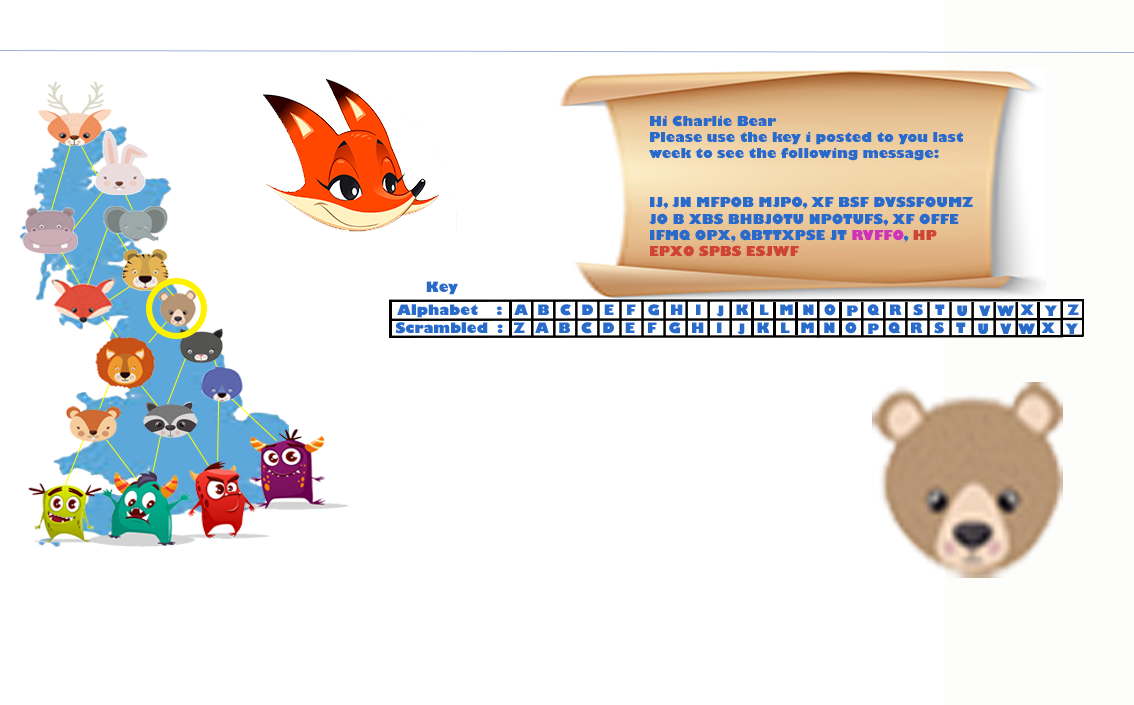 Hi Charlie Bear
Please use the key i posted to you last
week to see the following message:
IJ, JN MFPOB MJPO, XF BSF DVSSFOUMZ
JO B XBS BHBJOTU NPOTUFS, XF OFFE
IFMQ OPX, QBTTXPSE JT RVFFO, HP
EPXO SPBS ESJWF
Key
Alphabet : A B C D E F G H I J K L M N O P Q R S T U V W X Y Z
Scrambled : Z A B C D E F G H I J K L M N O P Q R S T U V W X Y